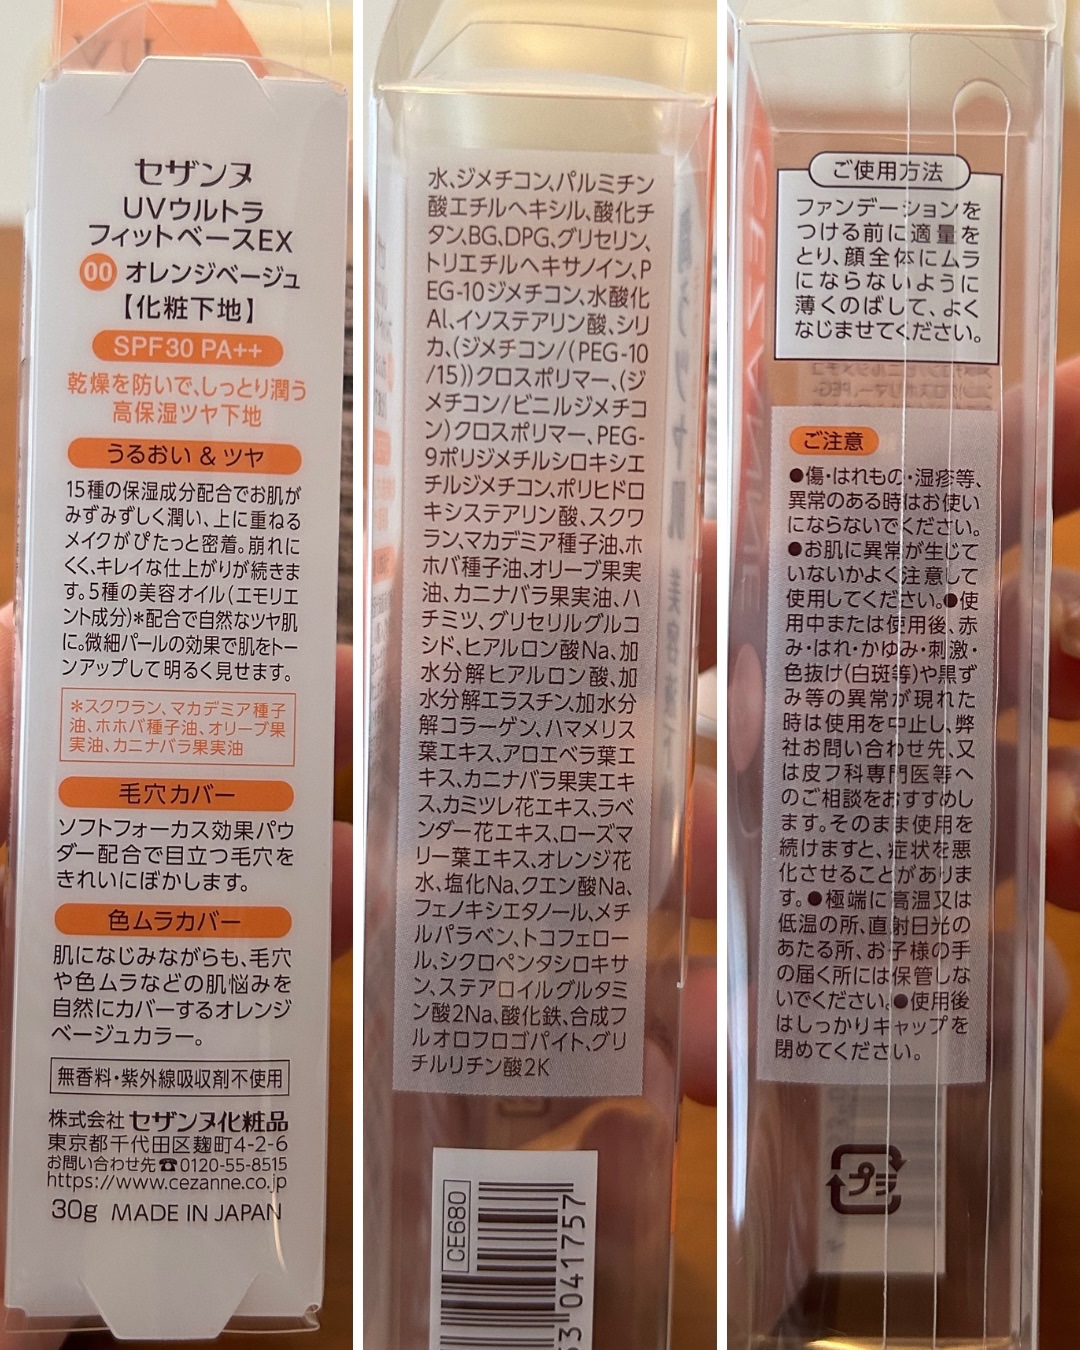 セザンヌ
UVウルトラ
フィットベースEX
00 オレンジベージュ
【化粧下地】
SPF30 PA++
乾燥を防いで、しっとり潤う
高保湿ツヤ下地
うるおい & ツヤ
15種の保湿成分配合でお肌が
みずみずしく潤い、上に重ねる
メイクがぴたっと密着。崩れに
くく、キレイな仕上がりが続きま
す。5種の美容オイル(エモリエ
ント成分)*配合で自然なツヤ肌
に。微細パールの効果で肌をトー
ンアップして明るく見せます。
*スクワラン、マカデミア種子
油、ホホバ種子油、オリーブ果
実油、カニナバラ果実油
毛穴カバー
ソフトフォーカス効果パウ
ダー配合で目立つ毛穴を
きれいにぼかします。
色ムラカバー
肌になじみながらも、毛穴
や色ムラなどの肌悩みを
自然にカバーするオレンジ
ベージュカラー。
無香料・紫外線吸収剤不使用
株式会社 セザンヌ化粧品
東京都千代田区麹町4-2-6
お問い合わせ先☎0120-55-8515
https://www.cezanne.co.jp
30g MADE IN JAPAN
水、ジメチコン、パルミチン
酸エチルヘキシル、酸化チ
タン、BG、DPG、グリセリン、
トリエチルヘキサノイン、P
EG-10ジメチコン、水酸化
Al、イソステアリン酸、シリ
カ、(ジメチコン/(PEG-10
/15))クロスポリマー、(ジ
メチコン/ビニルジメチコ
ン)クロスポリマー、PEG-
9ポリジメチルシロキシエ
チルジメチコン、ポリヒドロ
キシステアリン酸、スクワ
ラン、マカデミア種子油、ホ
ホバ種子油、オリーブ果実
油、カニナバラ果実油、ハ
チミツ、グリセリルグルコ
シド、ヒアルロン酸Na、加
水分解ヒアルロン酸、加
水分解エラスチン、加水分
解コラーゲン、ハマメリス
葉エキス、アロエベラ葉エ
キス、カニナバラ果実エキ
ス、カミツレ花エキス、ラベ
ンダー花エキス、ローズマ
リー葉エキス、オレンジ花
水、塩化Na、クエン酸Na、
フェノキシエタノール、メチ
ルパラベン、トコフェロー
ル、シクロペンタシロキサ
ン、ステアロイルグルタミ
ン酸2Na、酸化鉄、合成フ
ルオロフロゴパイト、グリ
チルリチン酸2K
CE680
3 041757
ご使用方法
ファンデーションを
つける前に適量を
とり、顔全体にムラ
にならないように
薄くのばして、よく
なじませてください。
ご注意
●傷・はれもの・湿疹等、
異常のある時はお使い
にならないでください。
●お肌に異常が生じて
いないかよく注意して
使用してください。●使
用中または使用後、赤
み・はれ・かゆみ・刺激・
色抜け(白斑等)や黒ず
み等の異常が現れた
時は使用を中止し、弊
社お問い合わせ先、又
は皮フ科専門医等へ
のご相談をおすすめし
ます。そのまま使用を
続けますと、症状を悪
化させることがありま
す。●極端に高温又は
低温の所、直射日光の
あたる所、お子様の手
の届く所には保管しな
いでください。●使用後
はしっかりキャップを
閉めてください。
プラ